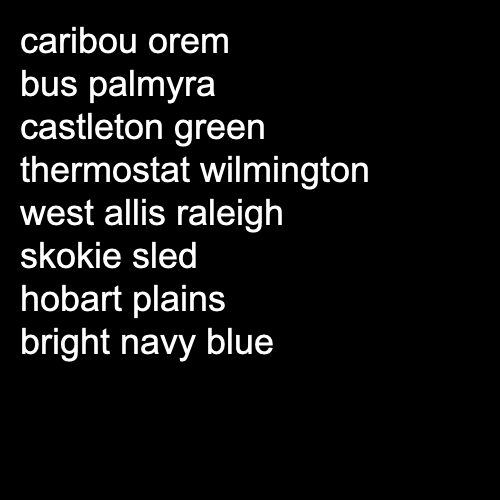 caribou orem
bus palmyra
castleton green
thermostat wilmington
west allis raleigh
skokie sled
hobart plains
bright navy blue